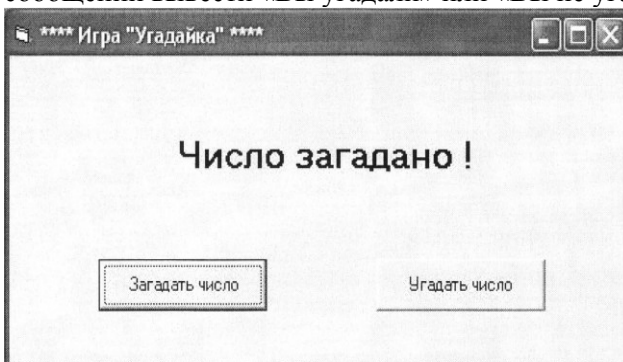 **** Игра "Угадайка" ****
Число загадано !
Загадать число
Угадать число